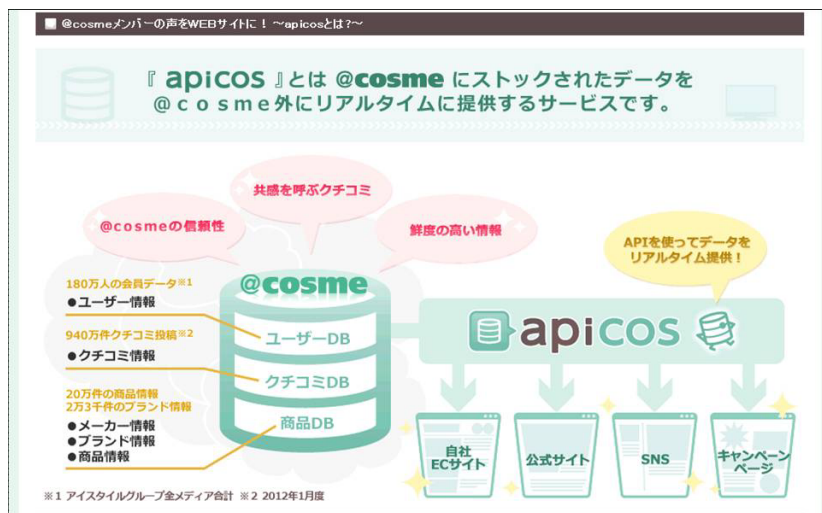 @cosmeメンバーの声をWEBサイトに！～apicosとは?～
『 apicos 』とは @cosme にストックされたデータを
@cosme外にリアルタイムに提供するサービスです。
共感を呼ぶクチコミ
@cosmeの信頼性
鮮度の高い情報
APIを使ってデータを
リアルタイム提供！
180万人の会員データ※1
●ユーザー情報
940万件クチコミ投稿※2
●クチコミ情報
20万件の商品情報
2万3千件のブランド情報
●メーカー情報
●ブランド情報
●商品情報
@cosme
ユーザーDB
クチコミDB
商品DB
apicos
自社
ECサイト
公式サイト
SNS
キャンペーン
ページ
※1 アイスタイルグループ全メディア合計 ※2 2012年1月度